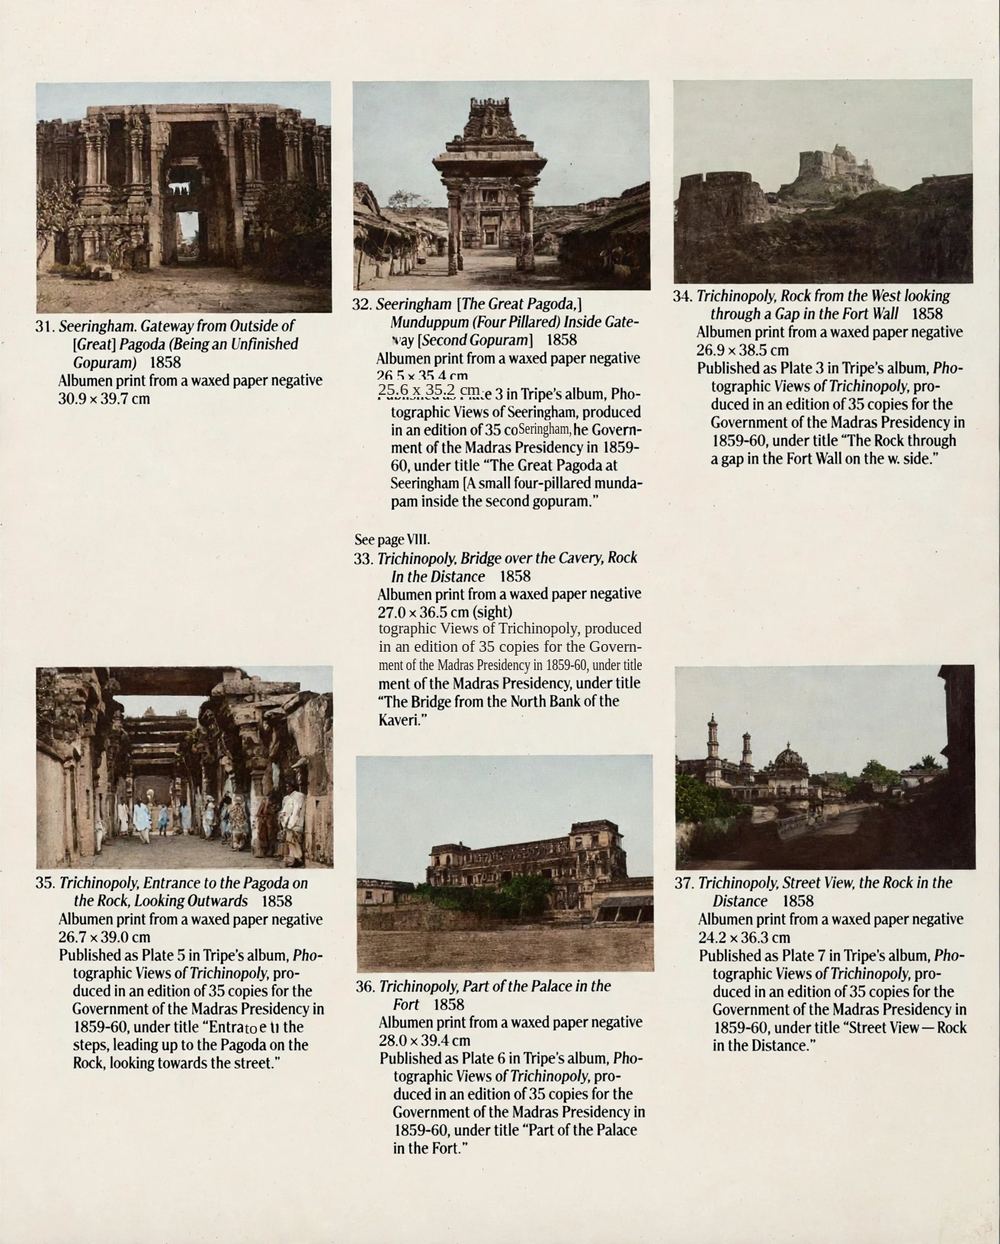 31. Seeringham. Gateway from Outside of
[Great] Pagoda (Being an Unfinished
Gopuram) 1858
Albumen print from a waxed paper negative
30.9 × 39.7 cm
32. Seeringham [The Great Pagoda,]
Munduppum (Four Pillared) Inside Gate-
way [Second Gopuram] 1858
Albumen print from a waxed paper negative
26.5 × 35.4 cm
25.6 x 35.2 cm.e 3 in Tripe's album, Pho-
tographic Views of Seeringham, produced
in an edition of 35 coSeringham, he Govern-
ment of the Madras Presidency in 1859-
60, under title “The Great Pagoda at
Seeringham [A small four-pillared munda-
pam inside the second gopuram.”
See page VIII.
33. Trichinopoly, Bridge over the Cavery, Rock
In the Distance 1858
Albumen print from a waxed paper negative
27.0 × 36.5 cm (sight)
tographic Views of Trichinopoly, produced
in an edition of 35 copies for the Govern-
ment of the Madras Presidency in 1859-60, under title
ment of the Madras Presidency, under title
“The Bridge from the North Bank of the
Kaveri.”
34. Trichinopoly, Rock from the West looking
through a Gap in the Fort Wall 1858
Albumen print from a waxed paper negative
26.9 × 38.5 cm
Published as Plate 3 in Tripe's album, Pho-
tographic Views of Trichinopoly, pro-
duced in an edition of 35 copies for the
Government of the Madras Presidency in
1859-60, under title “The Rock through
a gap in the Fort Wall on the w. side.”
35. Trichinopoly, Entrance to the Pagoda on
the Rock, Looking Outwards 1858
Albumen print from a waxed paper negative
26.7 × 39.0 cm
Published as Plate 5 in Tripe's album, Pho-
tographic Views of Trichinopoly, pro-
duced in an edition of 35 copies for the
Government of the Madras Presidency in
1859-60, under title the
steps, leading up to the Pagoda on the
Rock, looking towards the street.”
36. Trichinopoly, Part of the Palace in the
Fort 1858
Albumen print from a waxed paper negative
28.0 × 39.4 cm
Published as Plate 6 in Tripe's album, Pho-
tographic Views of Trichinopoly, pro-
duced in an edition of 35 copies for the
Government of the Madras Presidency in
1859-60, under title “Part of the Palace
in the Fort.”
37. Trichinopoly, Street View, the Rock in the
Distance 1858
Albumen print from a waxed paper negative
24.2 × 36.3 cm
Published as Plate 7 in Tripe's album, Pho-
tographic Views of Trichinopoly, pro-
duced in an edition of 35 copies for the
Government of the Madras Presidency in
1859-60, under title “Street View — Rock
in the Distance.”